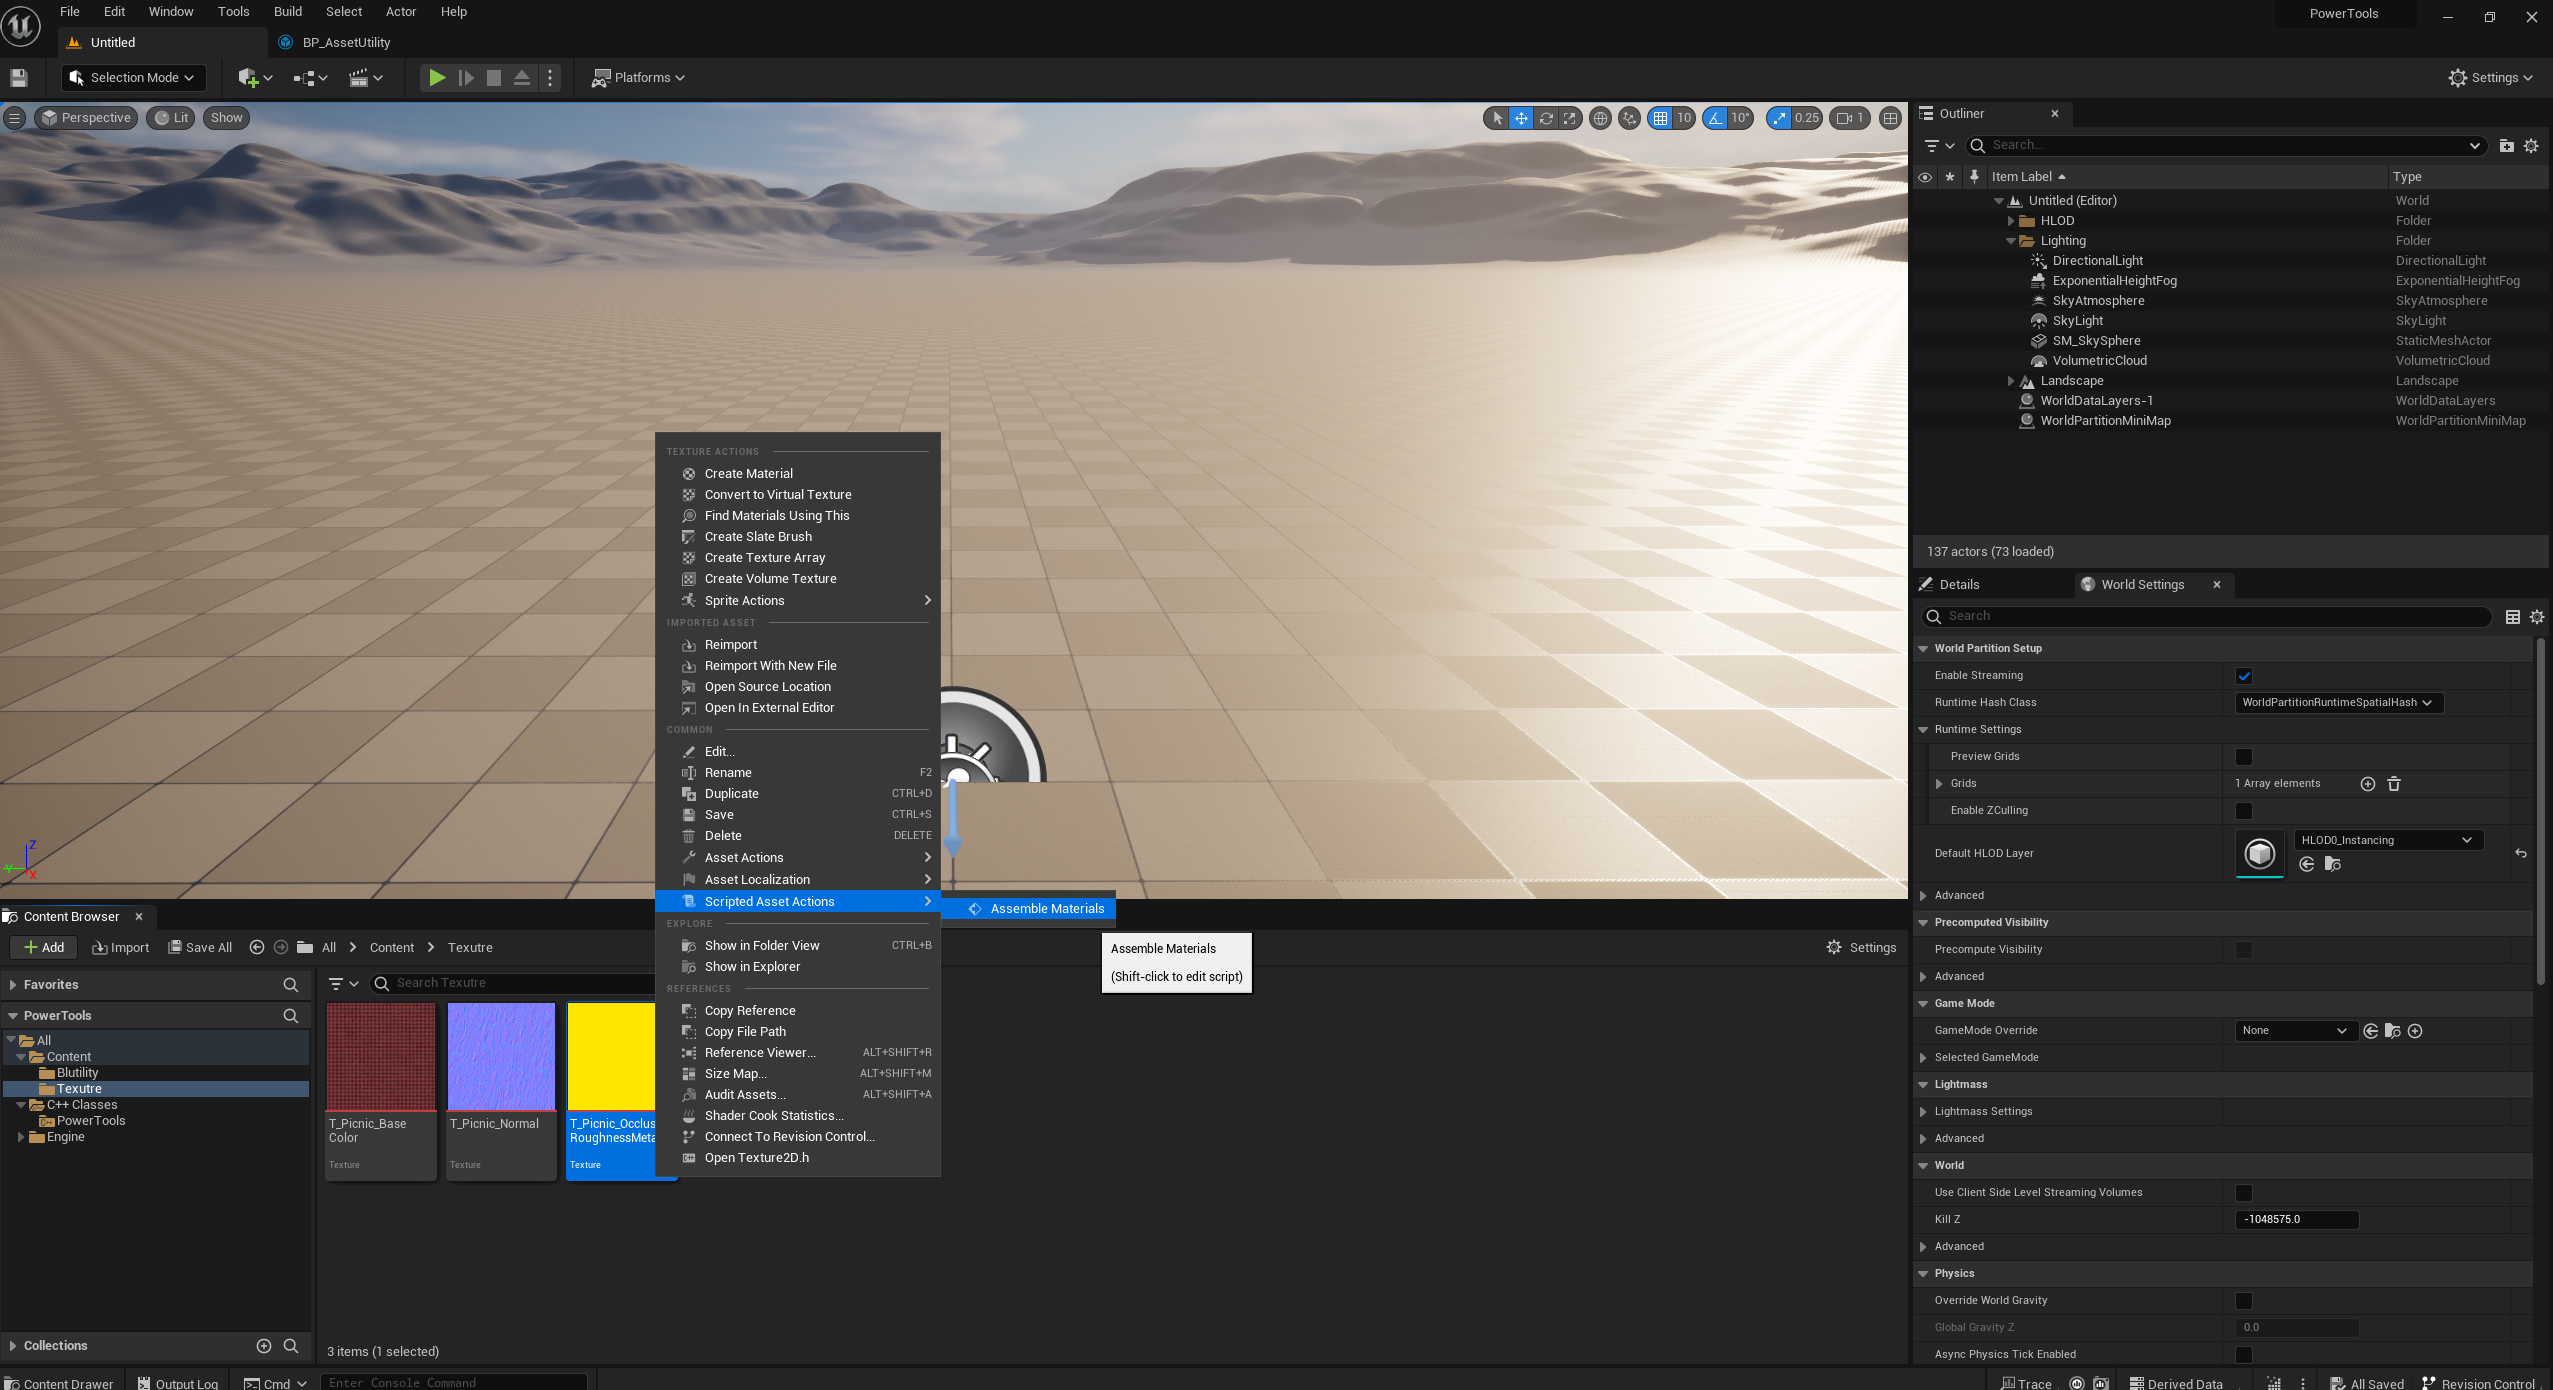 File Edit Window Tools Build Select Actor Help
PowerTools
Untitled
BP_AssetUtility
Selection Mode
Platforms
Settings
Perspective Lit Show
10 10° 0.25 1
Outliner
Search...
Item Label Type
Untitled (Editor) World
HLOD Folder
Lighting Folder
DirectionalLight DirectionalLight
ExponentialHeightFog ExponentialHeightFog
SkyAtmosphere SkyAtmosphere
SkyLight SkyLight
SM_SkySphere StaticMeshActor
VolumetricCloud VolumetricCloud
Landscape Landscape
WorldDataLayers-1 WorldDataLayers
WorldPartitionMiniMap WorldPartitionMiniMap
137 actors (73 loaded)
Details World Settings
Search
World Partition Setup
Enable Streaming
Runtime Hash Class WorldPartitionRuntimeSpatialHash
Runtime Settings
Preview Grids
Grids 1 Array elements
Enable ZCulling
Default HLOD Layer HLOD0_Instancing
Advanced
Precomputed Visibility
Precompute Visibility
Advanced
Game Mode
GameMode Override None
Selected GameMode
Lightmass
Lightmass Settings
Advanced
World
Use Client Side Level Streaming Volumes
Kill Z -1048575.0
Advanced
Physics
Override World Gravity
Global Gravity Z 0.0
Async Physics Tick Enabled
TEXTURE ACTIONS
Create Material
Convert to Virtual Texture
Find Materials Using This
Create Slate Brush
Create Texture Array
Create Volume Texture
Sprite Actions
IMPORTED ASSET
Reimport
Reimport With New File
Open Source Location
Open In External Editor
COMMON
Edit...
Rename F2
Duplicate CTRL+D
Save CTRL+S
Delete DELETE
Asset Actions
Asset Localization
Scripted Asset Actions
EXPLORE
Show in Folder View CTRL+B
Show in Explorer
REFERENCES
Copy Reference
Copy File Path
Reference Viewer... ALT+SHIFT+R
Size Map... ALT+SHIFT+M
Audit Assets... ALT+SHIFT+A
Shader Cook Statistics...
Connect To Revision Control...
Open Texture2D.h
Assemble Materials
Assemble Materials
(Shift-click to edit script)
Z
Y
X
Content Browser
Add Import Save All All Content Texutre
Settings
Favorites
PowerTools
All
Content
Blutility
Texutre
C++ Classes
PowerTools
Engine
Collections
Search Texutre
T_Picnic_Base
Color
Texture
T_Picnic_Normal
Texture
T_Picnic_Occlus
RoughnessMeta
Texture
3 items (1 selected)
Content Drawer Output Log Cmd Enter Console Command
Trace Derived Data All Saved Revision Control